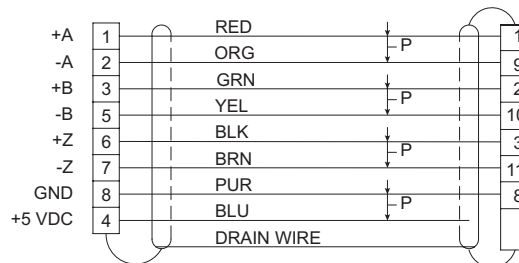 +A 1 RED 1
-A 2 ORG P 9
+B 3 GRN 2
-B 5 YEL P 10
+Z 6 BLK 3
-Z 7 BRN P 11
GND 8 PUR 8
+5 VDC 4 BLU P
DRAIN WIRE